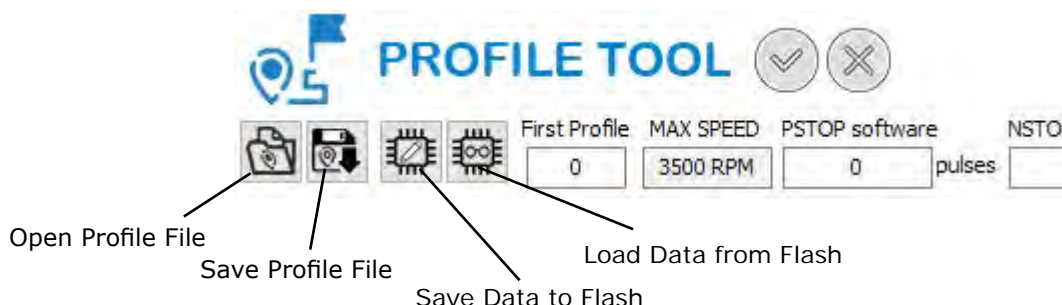 PROFILE TOOL
First Profile MAX SPEED PSTOP software NSTO
0 3500 RPM 0 pulses
Open Profile File
Load Data from Flash
Save Profile File
Save Data to Flash